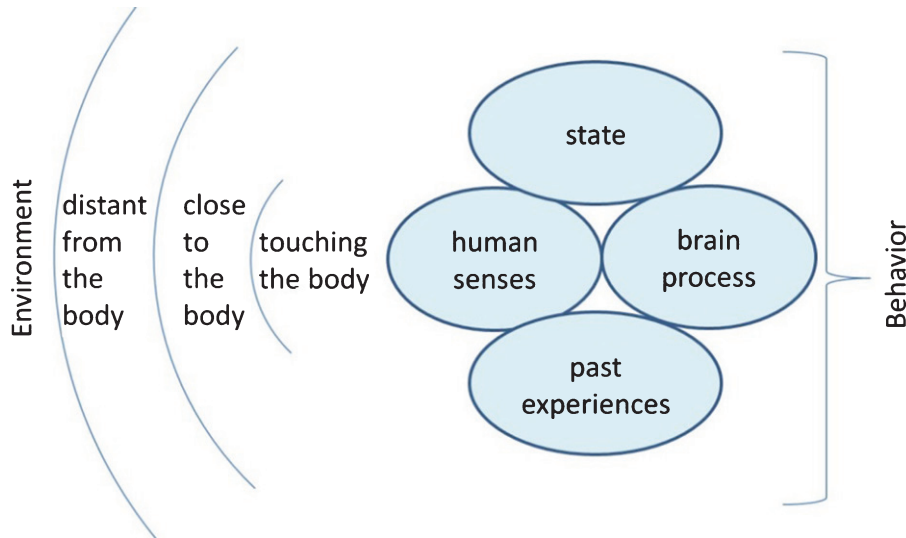 Environment
distant
from
the
body
close
to
the
body
touching
the body
state
human
senses
brain
process
past
experiences
Behavior